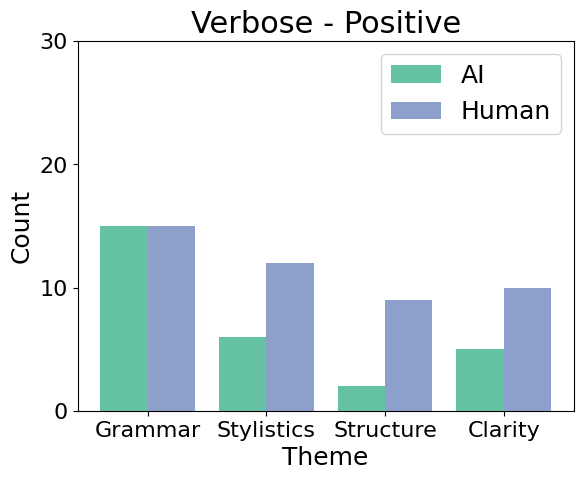 Verbose - Positive
AI
Human
Count
30
20
10
0
Grammar Stylistics Structure Clarity
Theme